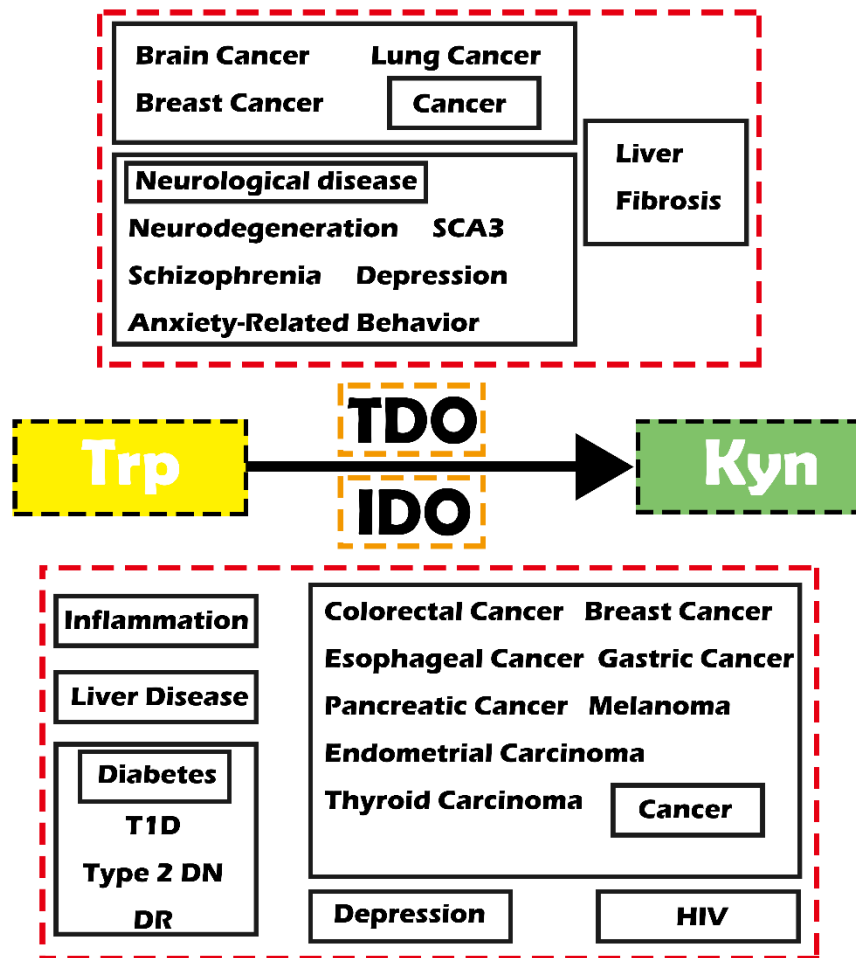 Brain Cancer Lung Cancer
Breast Cancer Cancer
Liver
Fibrosis
Neurological disease
Neurodegeneration SCA3
Schizophrenia Depression
Anxiety-Related Behavior
TDO
Trp
Kyn
IDO
Inflammation
Liver Disease
Diabetes
T1D
Type 2 DN
DR
Colorectal Cancer Breast Cancer
Esophageal Cancer Gastric Cancer
Pancreatic Cancer Melanoma
Endometrial Carcinoma
Thyroid Carcinoma Cancer
Depression
HIV